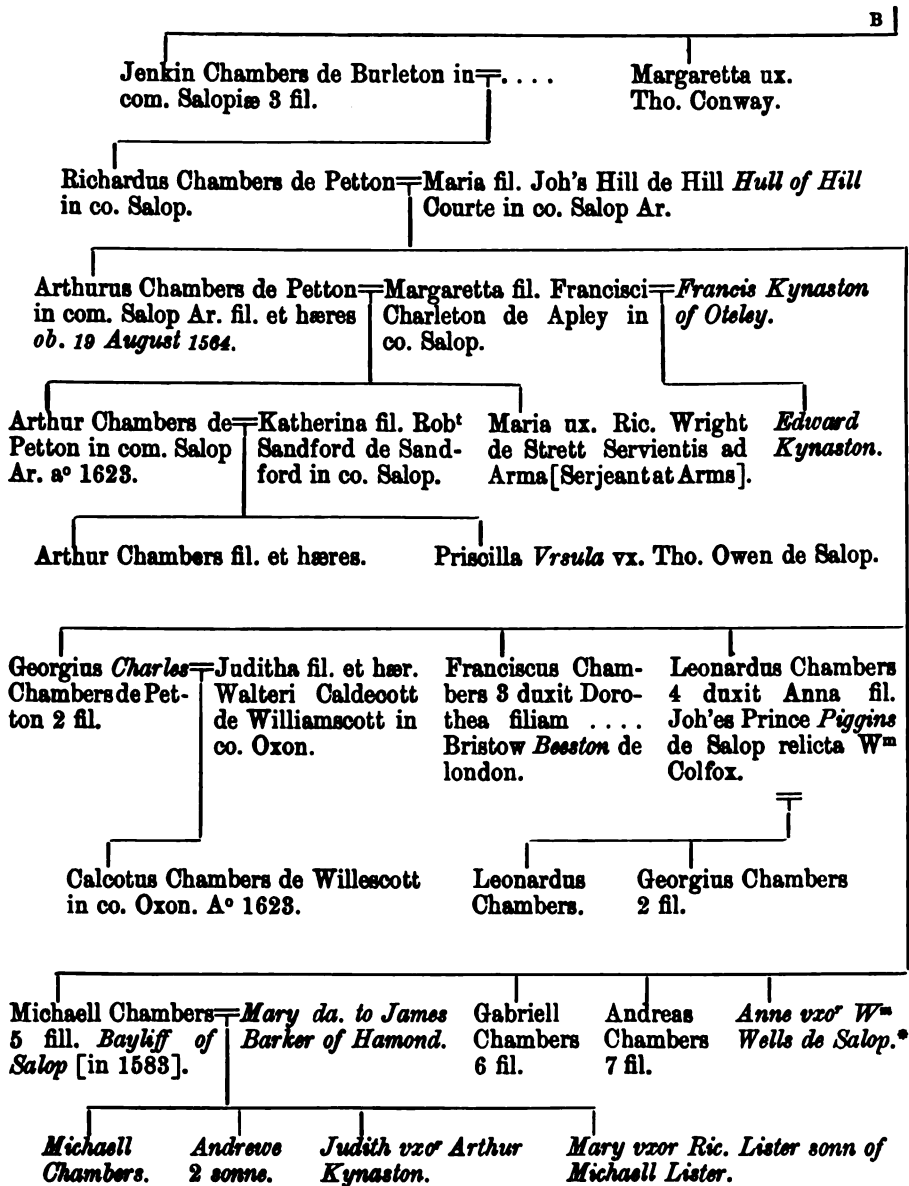 B
Jenkin Chambers de Burleton in=. . . .
com. Salopiæ 3 fil.
Margaretta ux.
Tho. Conway.
Richardus Chambers de Petton=Maria fil. Joh's Hill de Hill Hull of Hill
in co. Salop. Courte in co. Salop Ar.
Arthurus Chambers de Petton=Margaretta fil. Francisci=Francis Kynaston
in com. Salop Ar. fil. et hæres Charleton de Apley in of Oteley.
ob. 19 August 1564. co. Salop.
Arthur Chambers de=Katherina fil. Robt
Petton in com. Salop Sandford de Sand-
Ar. aº 1623. ford in co. Salop.
Maria ux. Ric. Wright
de Strett Servientis ad
Arma [Serjeant at Arms].
Edward
Kynaston.
Arthur Chambers fil. et hæres.
Priscilla Vrsula vx. Tho. Owen de Salop.
Georgius Charles=Juditha fil. et hær.
Chambers de Pet- Walteri Caldecott
ton 2 fil. de Williamscott in
co. Oxon.
Franciscus Cham-
bers 3 duxit Doro-
thea filiam . . . .
Bristow Beeston de
london.
Leonardus Chambers
4 duxit Anna fil.
Joh'es Prince Piggins
de Salop relicta Wm
Colfox.
Calcotus Chambers de Willescott
in co. Oxon. Aº 1623.
Leonardus
Chambers.
Georgius Chambers
2 fil.
Michaell Chambers=Mary da. to James
5 fill. Bayliff of Barker of Hamond.
Salop [in 1583].
Gabriell
Chambers
6 fil.
Andreas
Chambers
7 fil.
Anne vxor Wm
Wells de Salop.*
Michaell
Chambers.
Andrewe
2 sonne.
Judith vxor Arthur
Kynaston.
Mary vxor Ric. Lister sonn of
Michaell Lister.